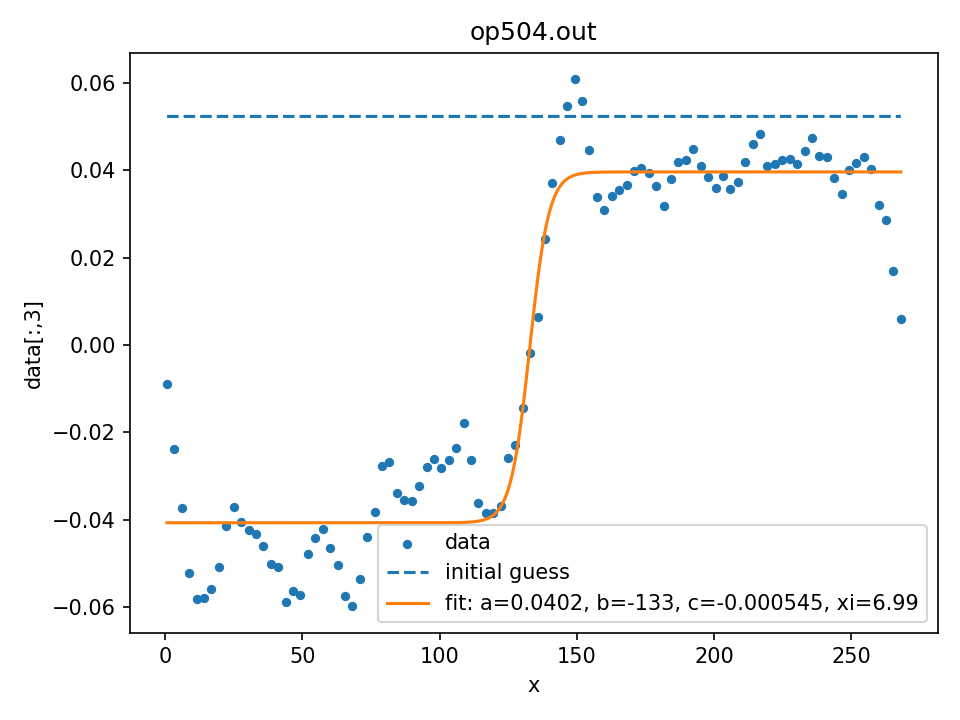 op504.out
0.06
0.04
0.02
0.00
−0.02
−0.04
−0.06
data[:,3]
data
initial guess
fit: a=0.0402, b=-133, c=-0.000545, xi=6.99
0 50 100 150 200 250
x